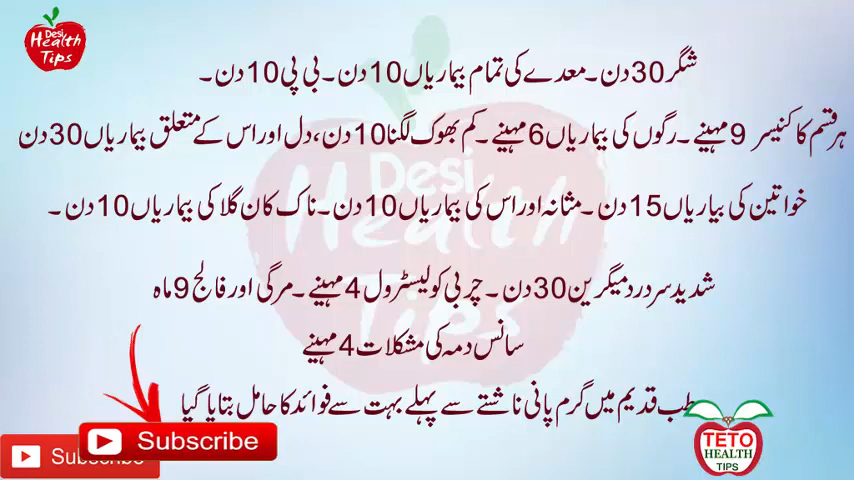 Desi
Health
Tips
شگر 30 دن۔ معدے کی تمام بیماریاں 10 دن۔ بی پی 10 دن۔
ہر قسم کا کنیسر 9 مہینے۔ رگوں کی بیماریاں 6 مہینے۔ کم بھوک لگنا 10 دن، دل اور اس کے متعلق بیماریاں 30 دن
خواتین کی بیاریاں 15 دن۔ مثانہ اور اس کی بیماریاں 10 دن۔ ناک کان گلا کی بیماریاں 10 دن۔
شدید سر درد میگرین 30 دن۔ چربی کولیسٹرول 4 مہینے۔ مرگی اور فالج 9 ماہ
سانس دمہ کی مشکلات 4 مہینے
طب قدیم میں گرم پانی ناشتے سے پہلے بہت سے فوائد کا حامل بتایا گیا
Desi
Health
Tips
Subscribe
Subscribe
TETO
HEALTH
TIPS